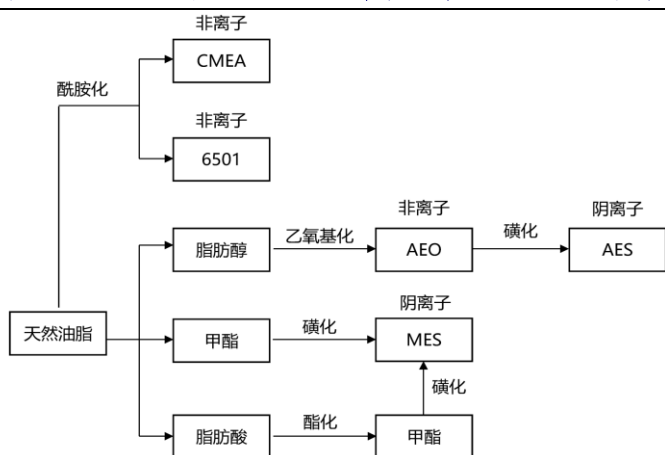 非离子
CMEA
酰胺化
非离子
6501
非离子
阴离子
脂肪醇
乙氧基化
AEO
磺化
AES
阴离子
天然油脂
甲酯
磺化
MES
磺化
脂肪酸
酯化
甲酯